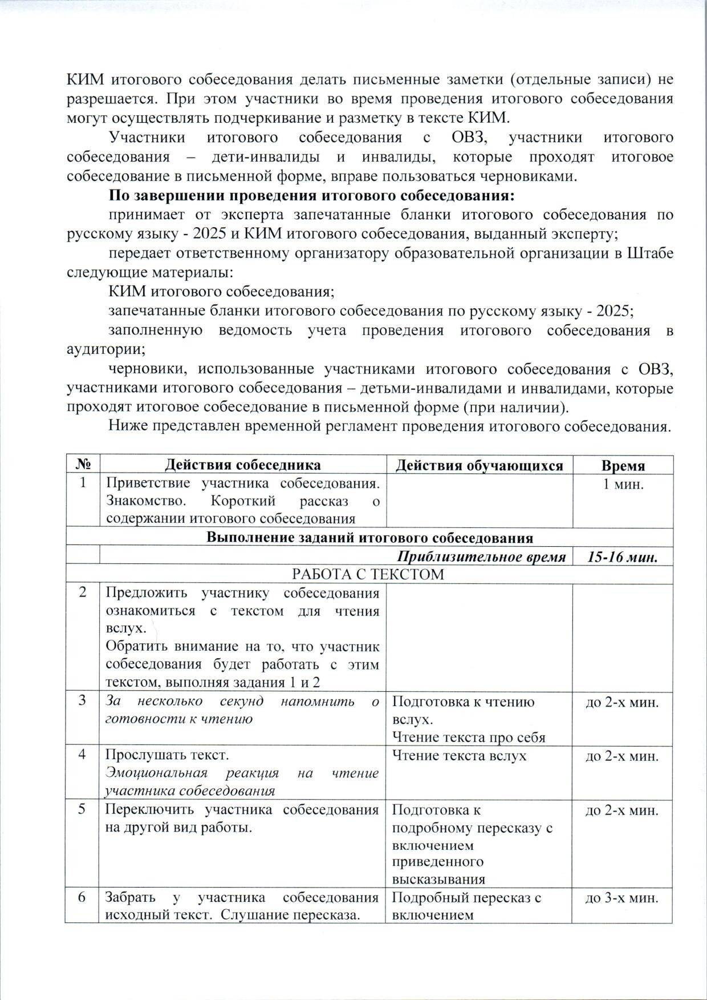 КИМ итогового собеседования делать письменные заметки (отдельные записи) не
разрешается. При этом участники во время проведения итогового собеседования
могут осуществлять подчеркивание и разметку в тексте КИМ.
Участники итогового собеседования с ОВЗ, участники итогового
собеседования – дети-инвалиды и инвалиды, которые проходят итоговое
собеседование в письменной форме, вправе пользоваться черновиками.
По завершении проведения итогового собеседования:
принимает от эксперта запечатанные бланки итогового собеседования по
русскому языку - 2025 и КИМ итогового собеседования, выданный эксперту;
передает ответственному организатору образовательной организации в Штабе
следующие материалы:
КИМ итогового собеседования;
запечатанные бланки итогового собеседования по русскому языку - 2025;
заполненную ведомость учета проведения итогового собеседования в
аудитории;
черновики, использованные участниками итогового собеседования с ОВЗ,
участниками итогового собеседования – детьми-инвалидами и инвалидами, которые
проходят итоговое собеседование в письменной форме (при наличии).
Ниже представлен временной регламент проведения итогового собеседования.
№ Действия собеседника Действия обучающихся Время
1 Приветствие участника собеседования. 1 мин.
Знакомство. Короткий рассказ о
содержании итогового собеседования
Выполнение заданий итогового собеседования
Приблизительное время 15-16 мин.
РАБОТА С ТЕКСТОМ
2 Предложить участнику собеседования
ознакомиться с текстом для чтения
вслух.
Обратить внимание на то, что участник
собеседования будет работать с этим
текстом, выполняя задания 1 и 2
3 За несколько секунд напомнить о Подготовка к чтению до 2-х мин.
готовности к чтению вслух.
Чтение текста про себя
4 Прослушать текст. Чтение текста вслух до 2-х мин.
Эмоциональная реакция на чтение
участника собеседования
5 Переключить участника собеседования Подготовка к до 2-х мин.
на другой вид работы. подробному пересказу с
включением
приведенного
высказывания
6 Забрать у участника собеседования Подробный пересказ с до 3-х мин.
исходный текст. Слушание пересказа. включением